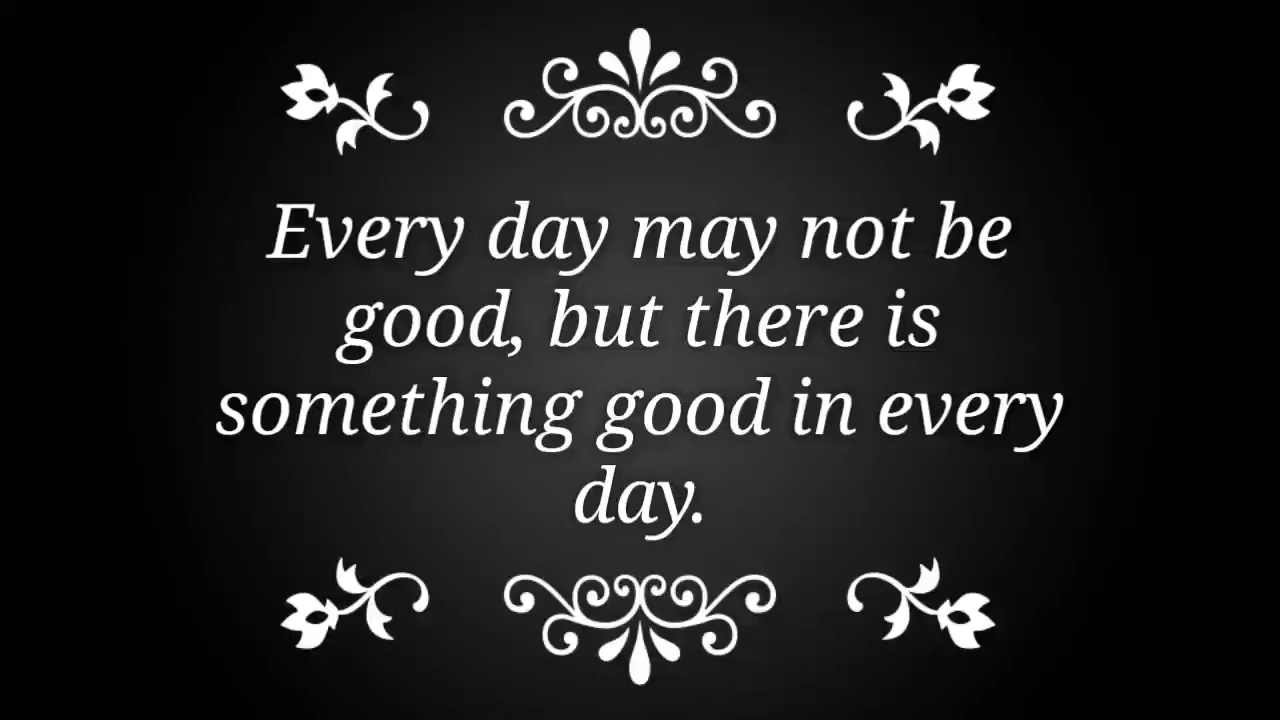 Every day may not be
good, but there is
something good in every
day.